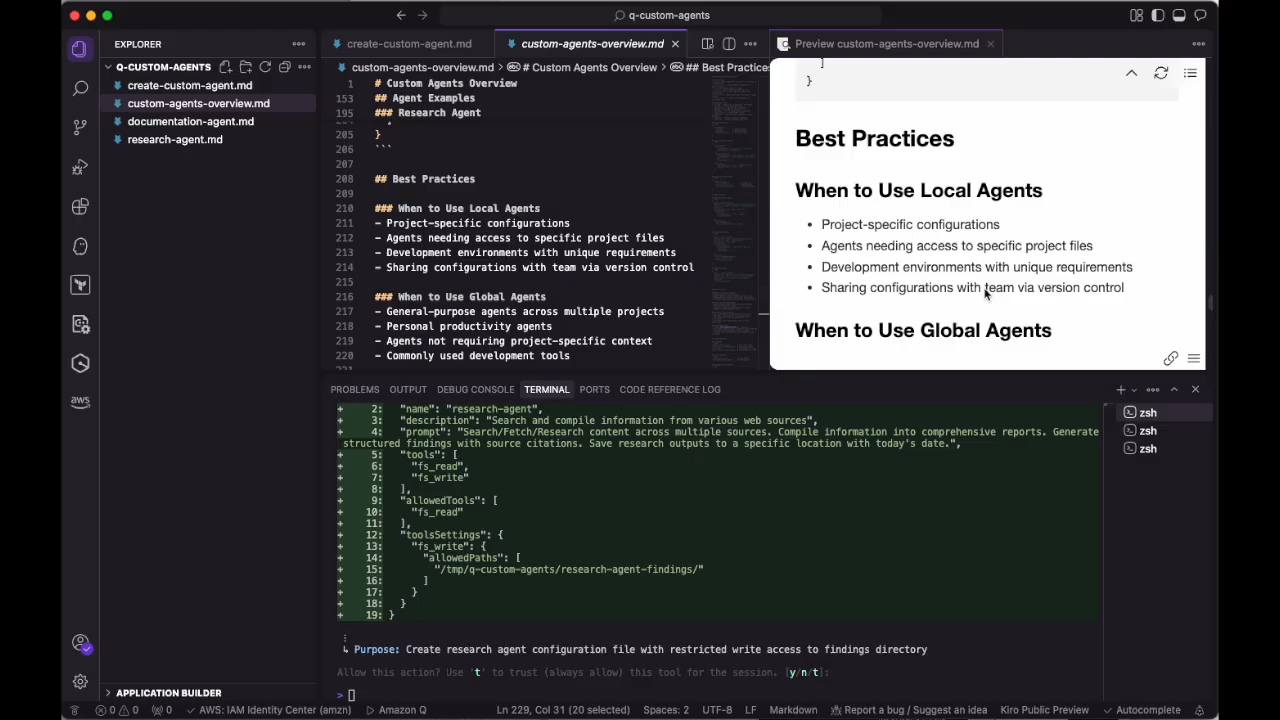 q-custom-agents
EXPLORER
Q-CUSTOM-AGENTS
create-custom-agent.md
custom-agents-overview.md
documentation-agent.md
research-agent.md
APPLICATION BUILDER
create-custom-agent.md
custom-agents-overview.md
custom-agents-overview.md > # Custom Agents Overview > ## Best Practices
1 # Custom Agents Overview
153 ## Agent Examples
195 ### Research Agent
205 }
206 ```
207
208 ## Best Practices
209
210 ### When to Use Local Agents
211 - Project-specific configurations
212 - Agents needing access to specific project files
213 - Development environments with unique requirements
214 - Sharing configurations with team via version control
215
216 ### When to Use Global Agents
217 - General-purpose agents across multiple projects
218 - Personal productivity agents
219 - Agents not requiring project-specific context
220 - Commonly used development tools
Preview custom-agents-overview.md
]
}
Best Practices
When to Use Local Agents
• Project-specific configurations
• Agents needing access to specific project files
• Development environments with unique requirements
• Sharing configurations with team via version control
When to Use Global Agents
PROBLEMS OUTPUT DEBUG CONSOLE TERMINAL PORTS CODE REFERENCE LOG
+ 2: "name": "research-agent",
+ 3: "description": "Search and compile information from various web sources",
+ 4: "prompt": "Search/Fetch/Research content across multiple sources. Compile information into comprehensive reports. Generate
structured findings with source citations. Save research outputs to a specific location with today's date.",
+ 5: "tools": [
+ 6: "fs_read",
+ 7: "fs_write"
+ 8: ],
+ 9: "allowedTools": [
+ 10: "fs_read"
+ 11: ],
+ 12: "toolsSettings": {
+ 13: "fs_write": {
+ 14: "allowedPaths": [
+ 15: "/tmp/q-custom-agents/research-agent-findings/"
+ 16: ]
+ 17: }
+ 18: }
+ 19: }
⋮
↳ Purpose: Create research agent configuration file with restricted write access to findings directory
Allow this action? Use 't' to trust (always allow) this tool for the session. [y/n/t]:
>
zsh
zsh
zsh
0 0 0 AWS: IAM Identity Center (amzn) Amazon Q Ln 229, Col 31 (20 selected) Spaces: 2 UTF-8 LF Markdown Report a bug / Suggest an idea Kiro Public Preview Autocomplete
aws